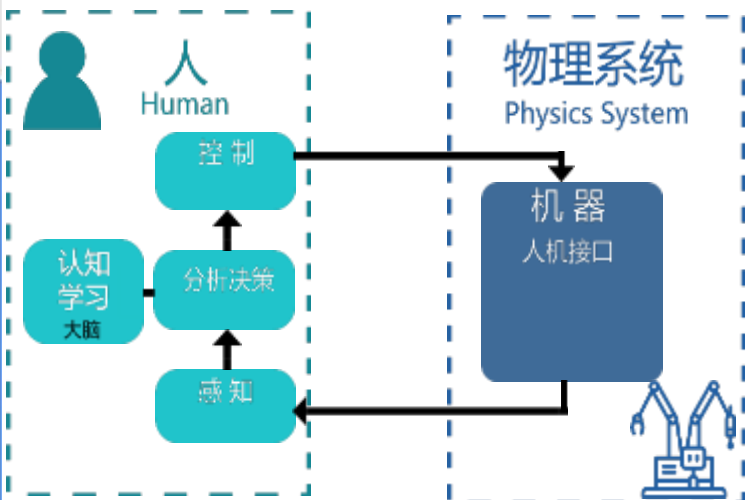 人
Human
控制
认知
学习
大脑
分析决策
感知
物理系统
Physics System
机器
人机接口